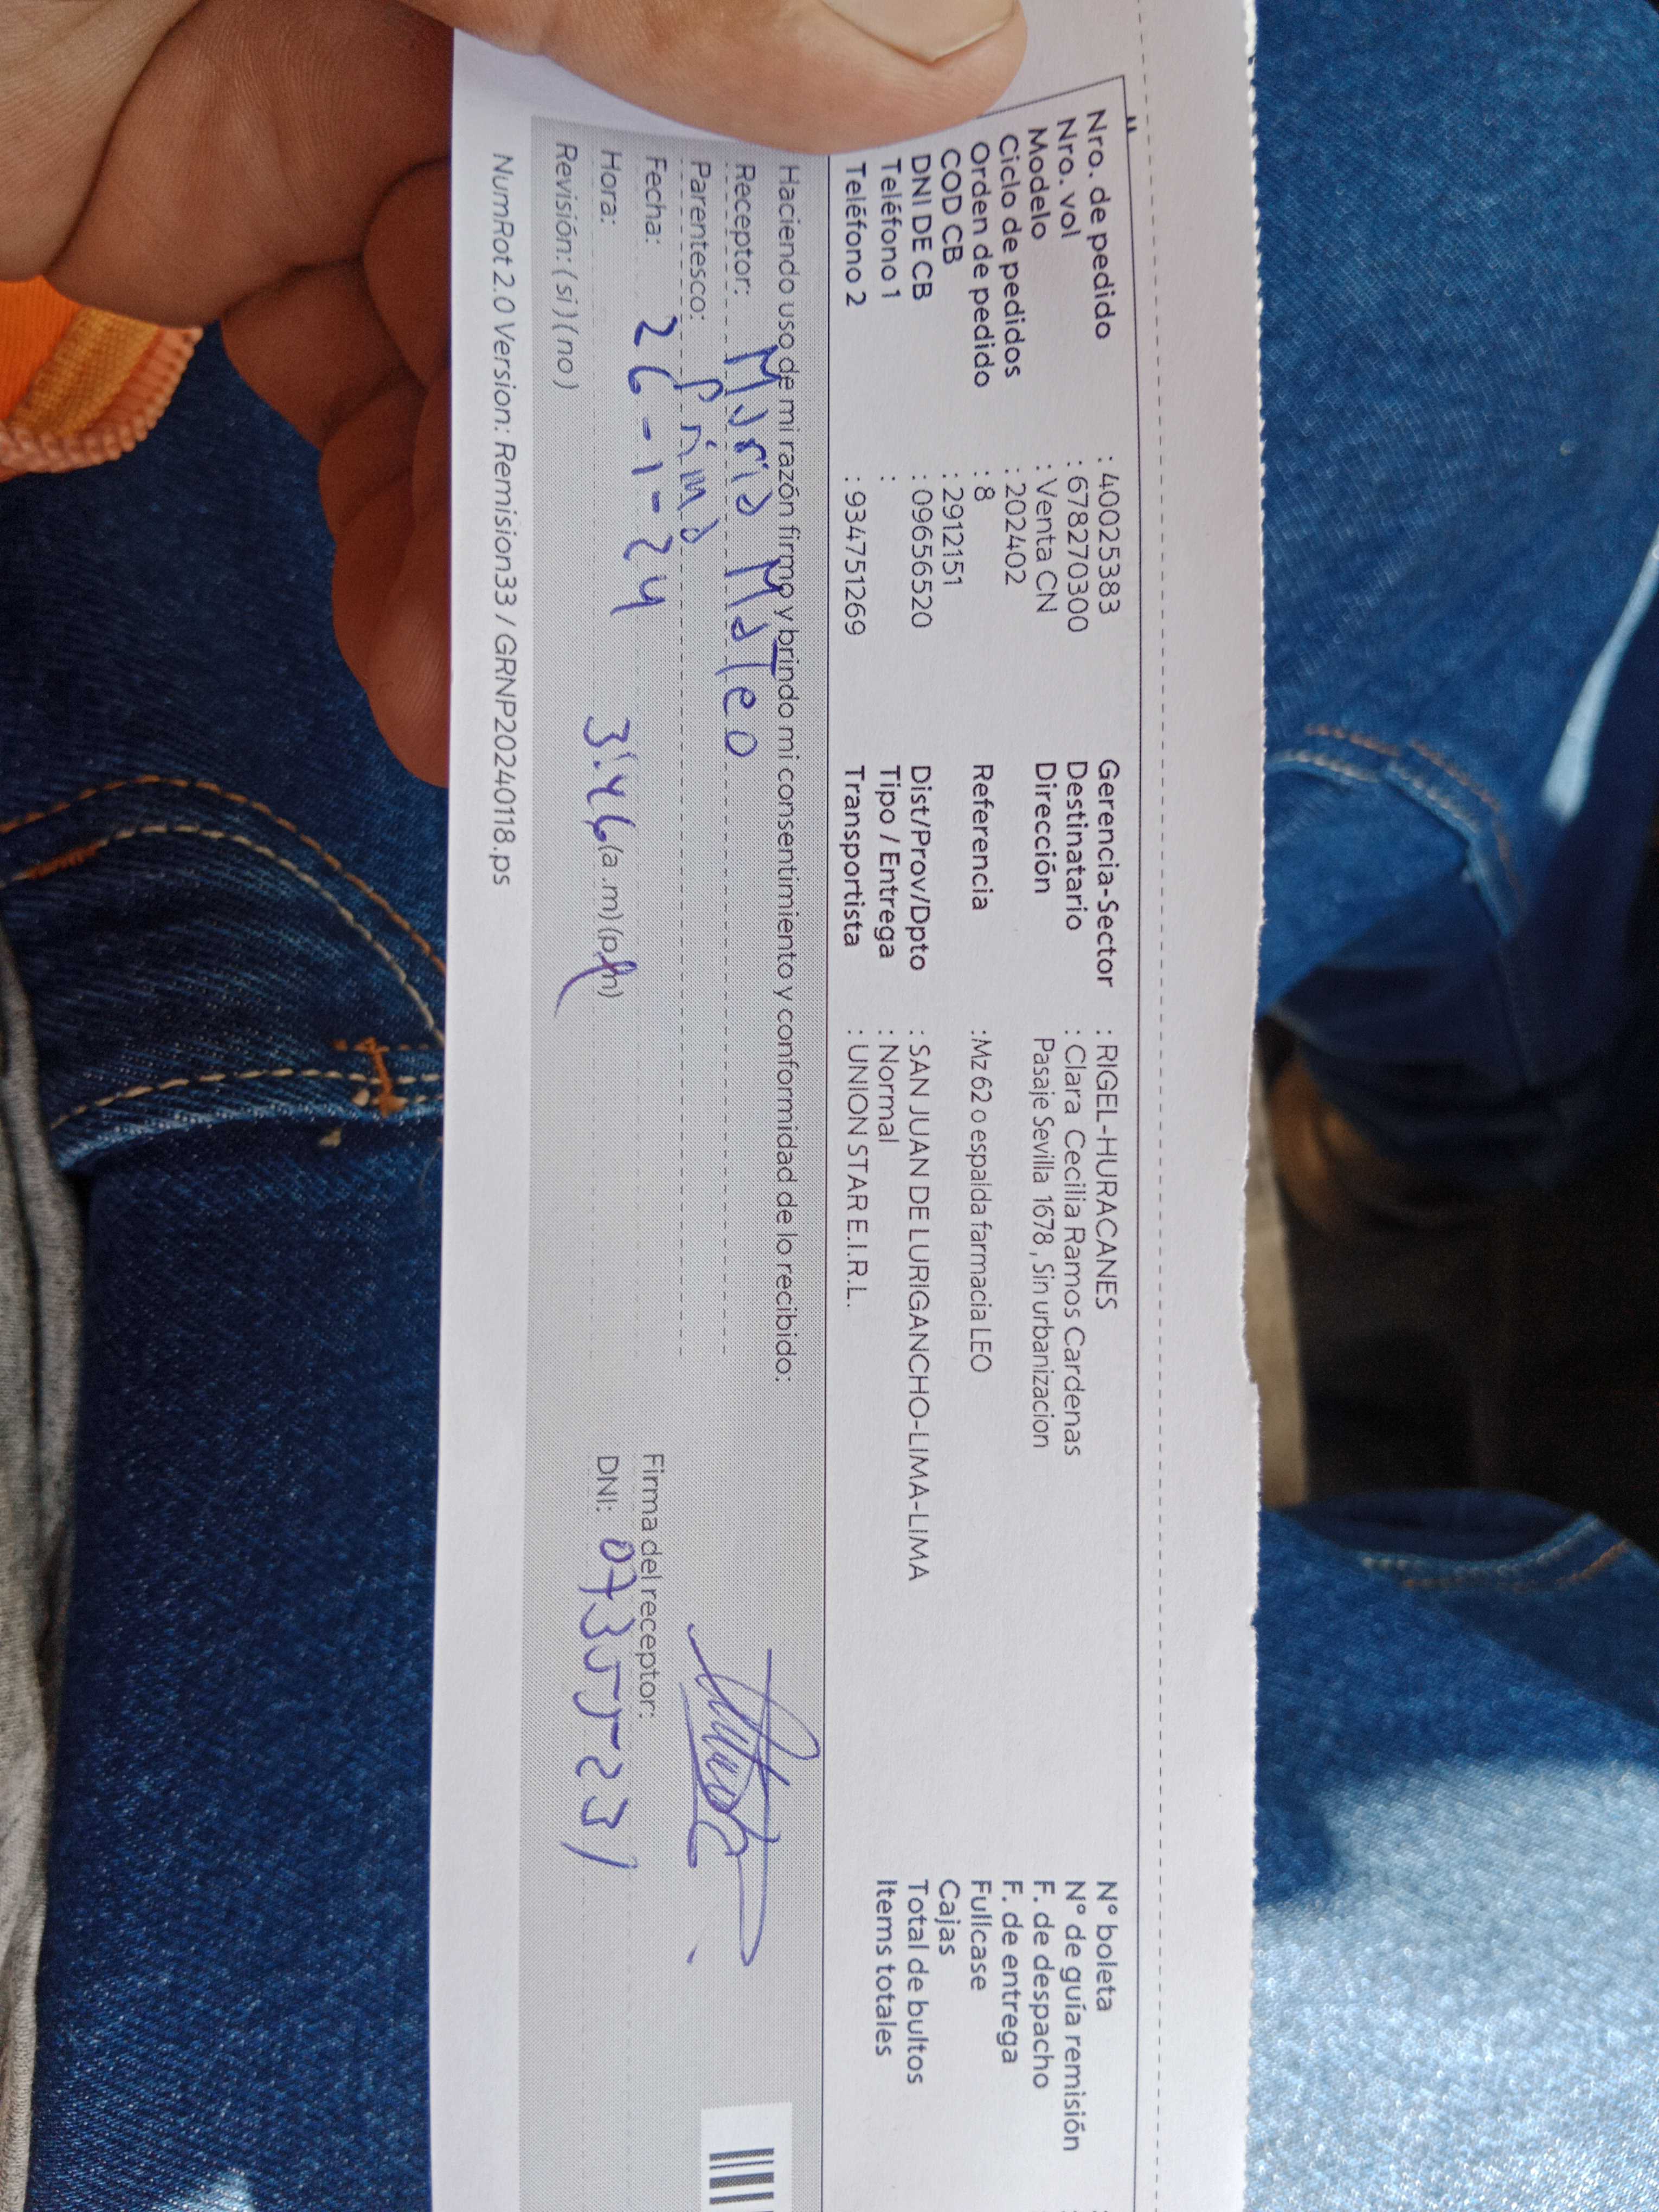 Nro. de pedido : 40025383 Gerencia-Sector : RIGEL-HURACANES N° boleta :
Nro. vol : 678270300 Destinatario : Clara Cecilia Ramos Cardenas N° de guía remisión :
Modelo : Venta CN Dirección Pasaje Sevilla 1678 , Sin urbanizacion F. de despacho
Ciclo de pedidos : 202402 F. de entrega
Orden de pedido : 8 Referencia :Mz 62 o espalda farmacia LEO Fullcase
COD CB : 2912151 Cajas
DNI DE CB : 09656520 Dist/Prov/Dpto : SAN JUAN DE LURIGANCHO-LIMA-LIMA Total de bultos
Teléfono 1 : Tipo / Entrega : Normal Items totales
Teléfono 2 : 934751269 Transportista : UNION STAR E.I.R.L.
Haciendo uso de mi razón firmo y brindo mi consentimiento y conformidad de lo recibido:
Receptor: Maria Mateo
Parentesco: Prima
Fecha: 26-1-24 Firma del receptor:
Hora: 3:46 (a.m) (p.m) DNI: 07355231
Revisión: ( si ) ( no )
NumRot 2.0 Version: Remision33 / GRNP20240118.ps